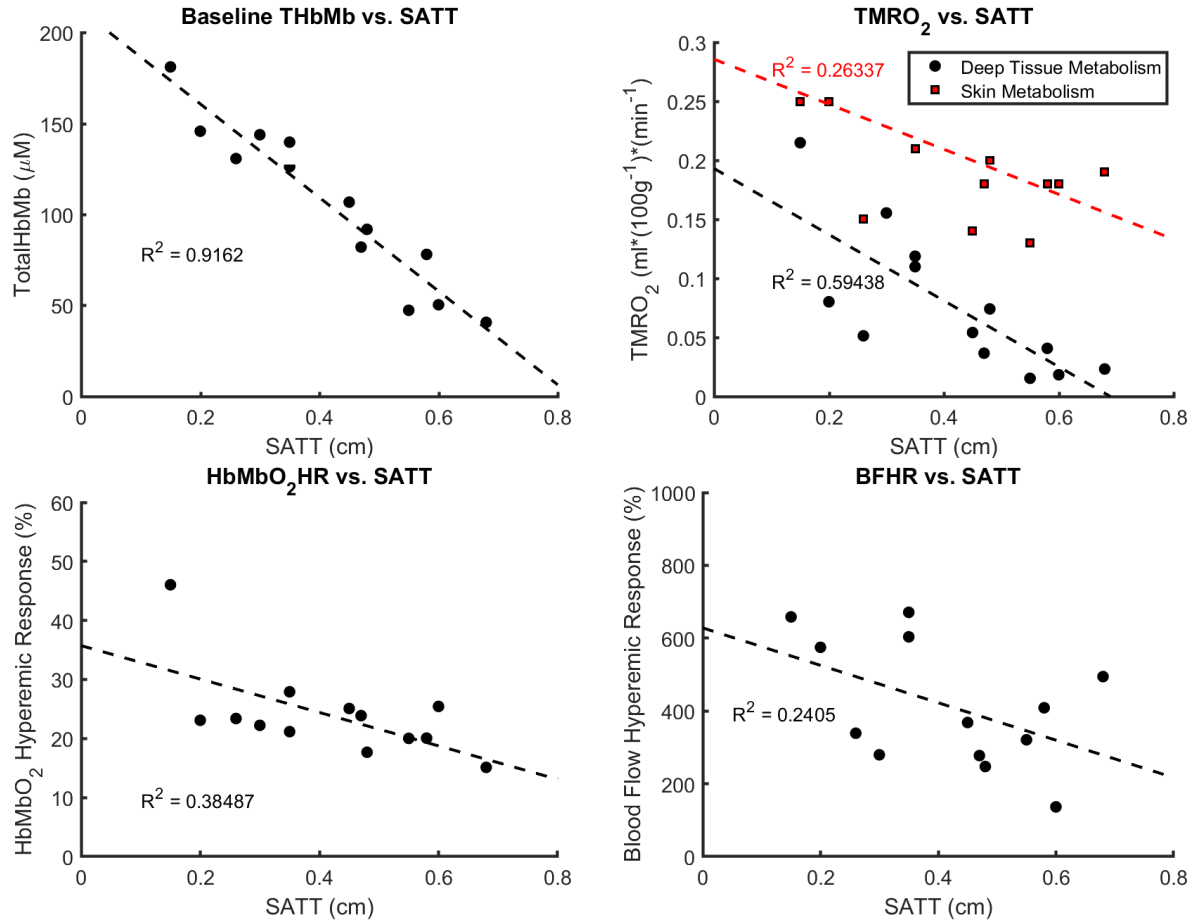 Baseline THbMb vs. SATT
TotalHbMb (μM)
200
150
100
50
0
R² = 0.9162
0
0.2
0.4
0.6
0.8
SATT (cm)
TMRO₂ vs. SATT
TMRO₂ (ml*(100g⁻¹)*(min⁻¹)
0.3
0.25
0.2
0.15
0.1
0.05
0
R² = 0.26337
Deep Tissue Metabolism
Skin Metabolism
R² = 0.59438
0
0.2
0.4
0.6
0.8
SATT (cm)
HbMbO₂HR vs. SATT
HbMbO₂ Hyperemic Response (%)
60
50
40
30
20
10
0
R² = 0.38487
0
0.2
0.4
0.6
0.8
SATT (cm)
BFHR vs. SATT
Blood Flow Hyperemic Response (%)
1000
800
600
400
200
0
R² = 0.2405
0
0.2
0.4
0.6
0.8
SATT (cm)